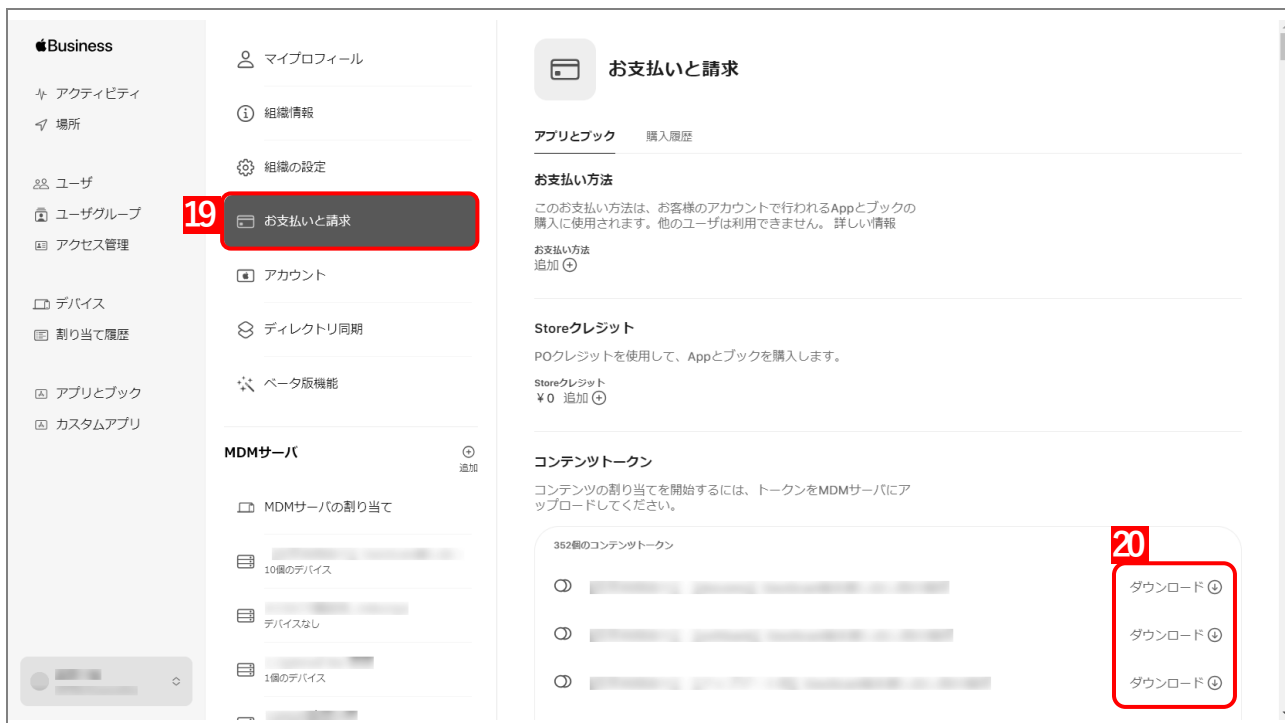 Business
アクティビティ
場所
ユーザ
ユーザグループ
アクセス管理
デバイス
割り当て履歴
アプリとブック
カスタムアプリ
マイプロフィール
組織情報
組織の設定
19
お支払いと請求
アカウント
ディレクトリ同期
ベータ版機能
MDMサーバ
追加
MDMサーバの割り当て
10個のデバイス
デバイスなし
1個のデバイス
お支払いと請求
アプリとブック 購入履歴
お支払い方法
このお支払い方法は、お客様のアカウントで行われるAppとブックの
購入に使用されます。他のユーザは利用できません。 詳しい情報
お支払い方法
追加
Storeクレジット
POクレジットを使用して、Appとブックを購入します。
Storeクレジット
¥0 追加
コンテンツトークン
コンテンツの割り当てを開始するには、トークンをMDMサーバにア
ップロードしてください。
352個のコンテンツトークン
20
ダウンロード
ダウンロード
ダウンロード